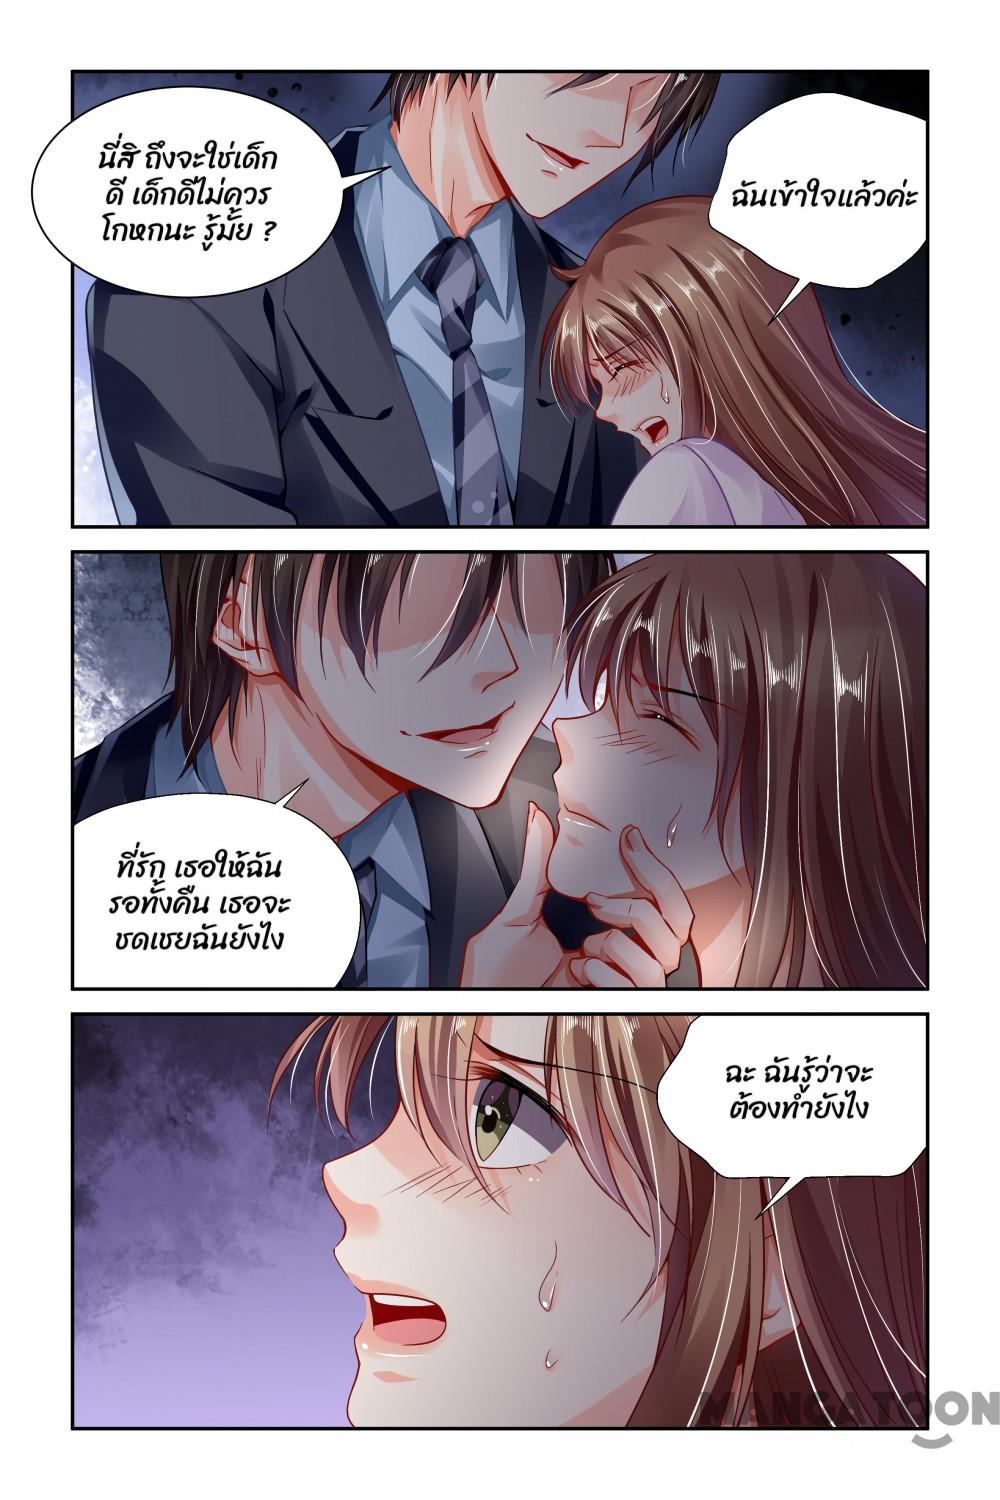 นี่สิ ถึงจะใช่เด็ก
ดี เด็กดีไม่ควร
โกหกนะ รู้มั้ย ?
ฉันเข้าใจแล้วค่ะ
ที่รัก เธอให้ฉัน
รอทั้งคืน เธอจะ
ชดเชยฉันยังไง
ฉะ ฉันรู้ว่าจะ
ต้องทำยังไง
MANGATOON